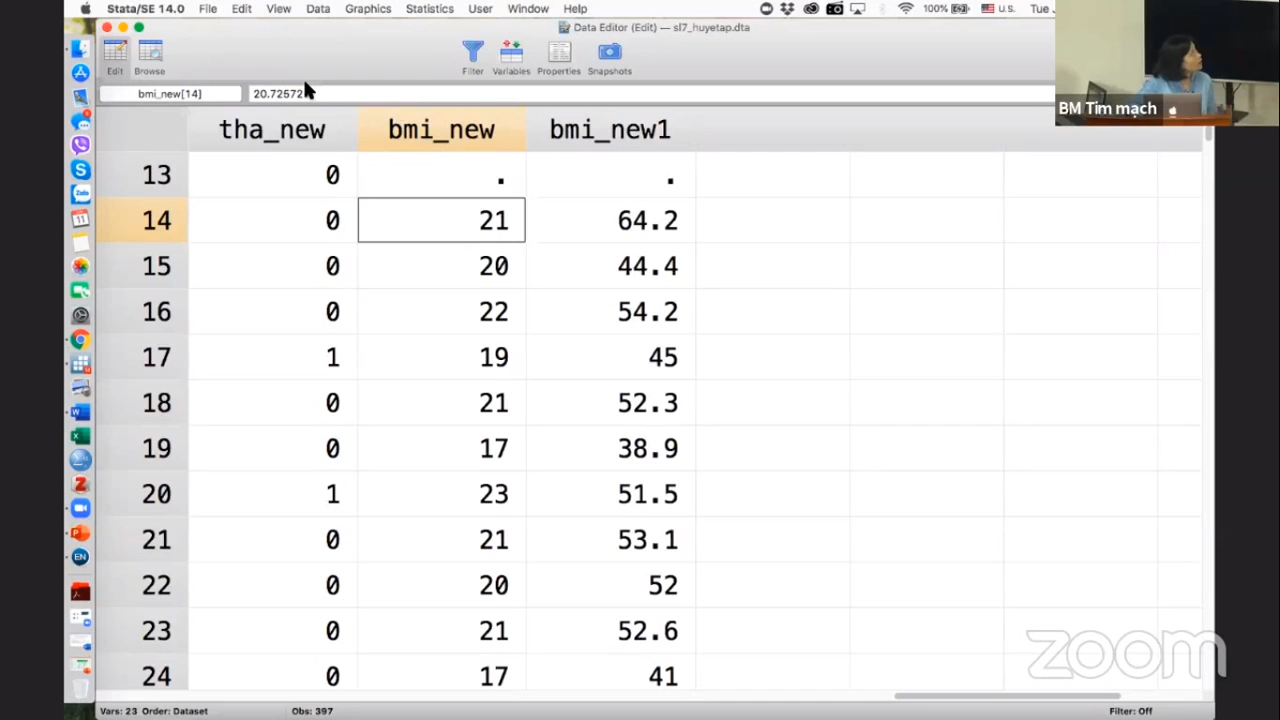 Stata/SE 14.0 File Edit View Data Graphics Statistics User Window Help 100% U.S. Tue
Data Editor (Edit) — sl7_huyetap.dta
Edit Browse Filter Variables Properties Snapshots
bmi_new[14] 20.72572
BM Tim mạch
tha_new bmi_new bmi_new1
13 0 . .
14 0 21 64.2
15 0 20 44.4
16 0 22 54.2
17 1 19 45
18 0 21 52.3
19 0 17 38.9
20 1 23 51.5
21 0 21 53.1
22 0 20 52
23 0 21 52.6
24 0 17 41
zoom
Vars: 23 Order: Dataset Obs: 397 Filter: Off